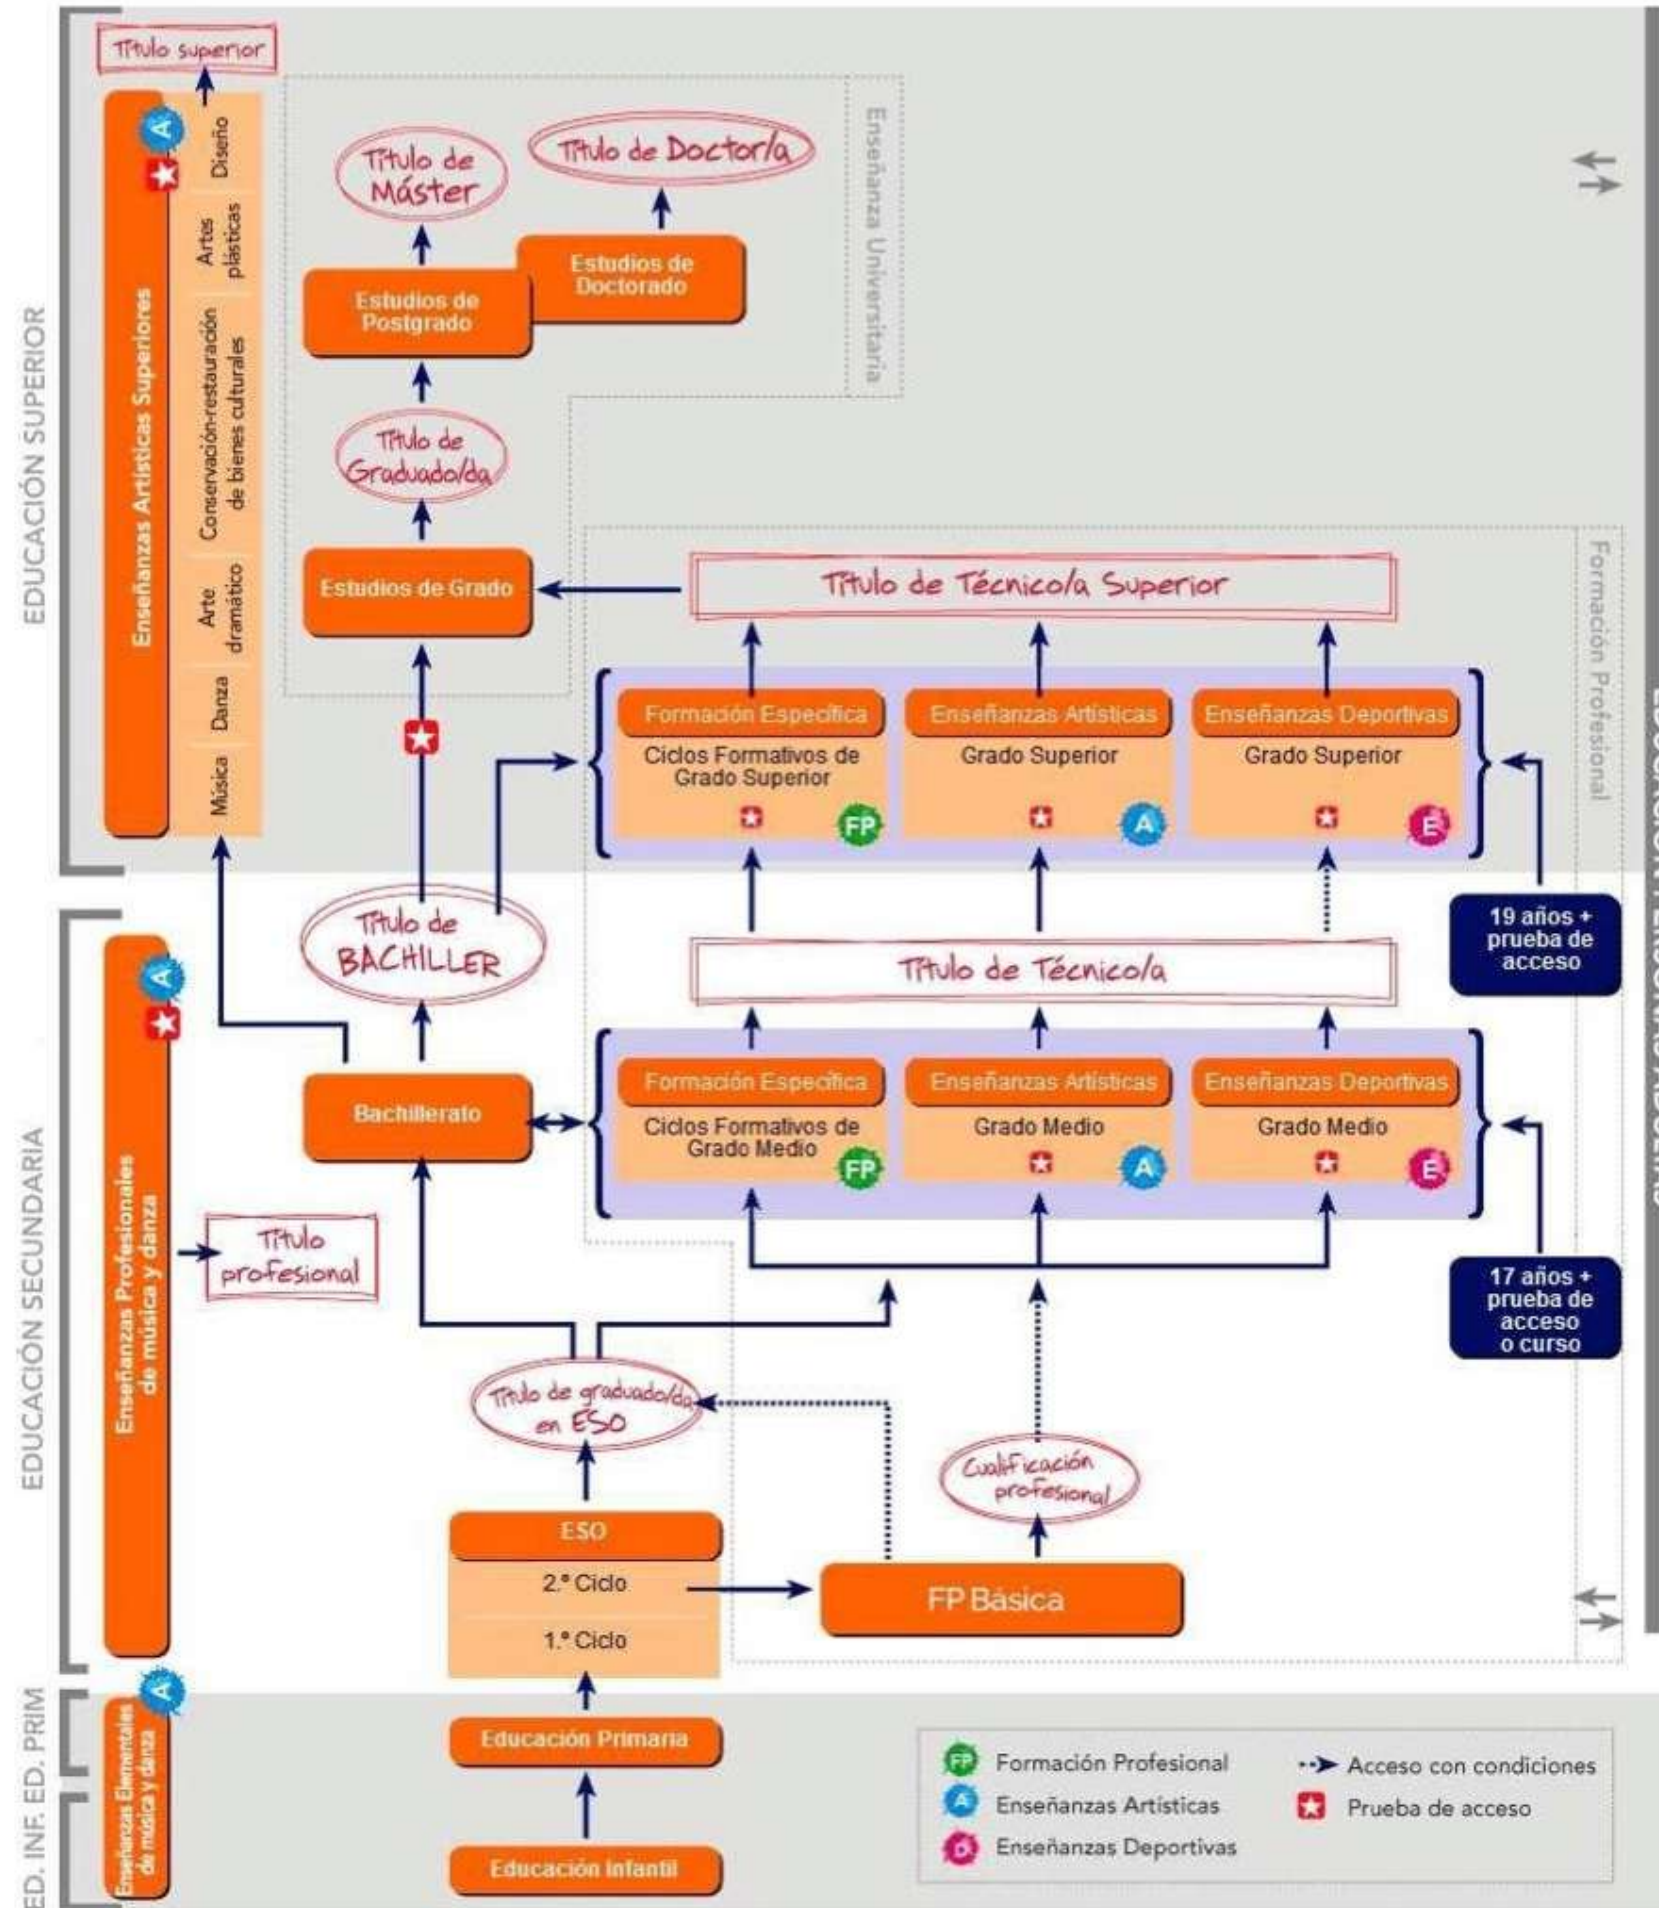 EDUCACIÓN SUPERIOR
EDUCACIÓN SECUNDARIA
ED. PRIM
ED. INF.
Título superior
Enseñanzas Artísticas Superiores
A
Diseño
Artes
plásticas
Conservación-restauración
de bienes culturales
Arte
dramático
Danza
Música
Enseñanza Universitaria
Título de
Máster
Título de Doctor/a
Estudios de
Postgrado
Estudios de
Doctorado
Título de
Graduado/da
Estudios de Grado
Formación Profesional
Título de Técnico/a Superior
Formación Específica
Ciclos Formativos de
Grado Superior
FP
Enseñanzas Artísticas
Grado Superior
A
Enseñanzas Deportivas
Grado Superior
E
19 años +
prueba de
acceso
Título de
BACHILLER
Título de Técnico/a
Bachillerato
Formación Específica
Ciclos Formativos de
Grado Medio
FP
Enseñanzas Artísticas
Grado Medio
A
Enseñanzas Deportivas
Grado Medio
E
17 años +
prueba de
acceso
o curso
Enseñanzas Profesionales
de música y danza
A
Título
profesional
Título de graduado/da
en ESO
Cualificación
profesional
ESO
2.º Ciclo
1.º Ciclo
FP Básica
Enseñanzas Elementales
de música y danza
A
Educación Primaria
Educación Infantil
FP Formación Profesional
A Enseñanzas Artísticas
D Enseñanzas Deportivas
Acceso con condiciones
Prueba de acceso